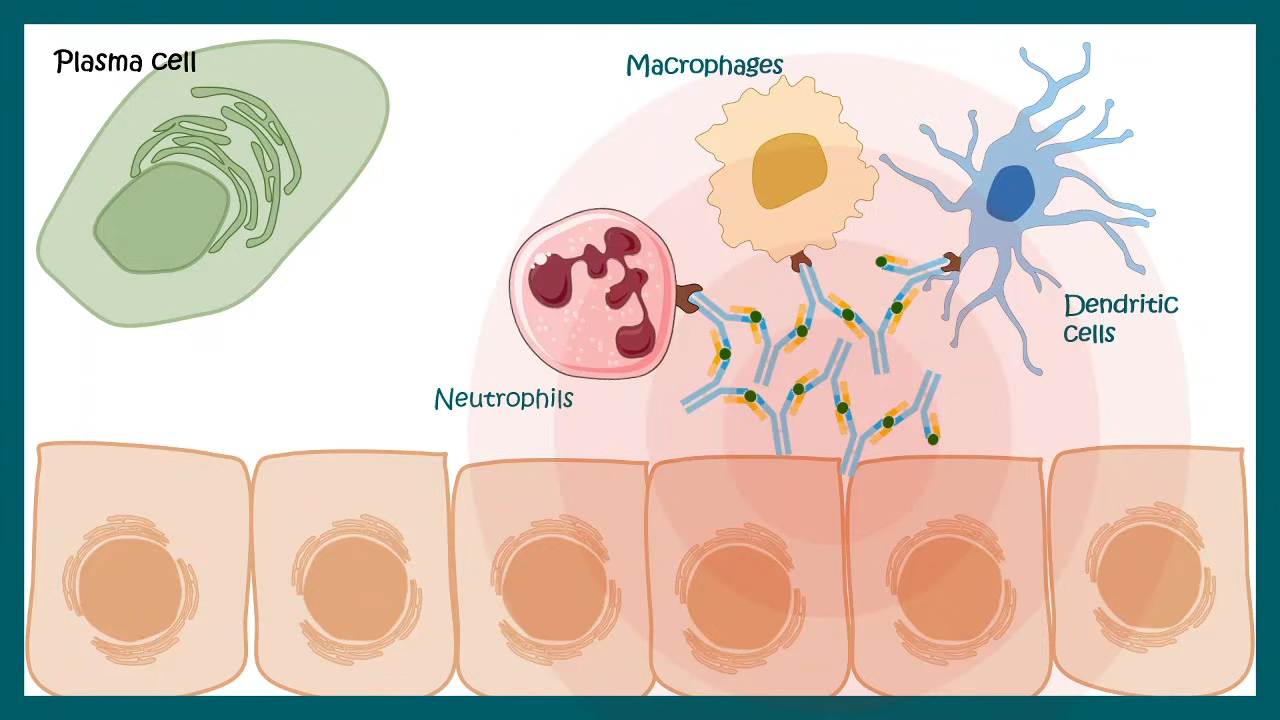 Plasma cell
Macrophages
Dendritic
cells
Neutrophils